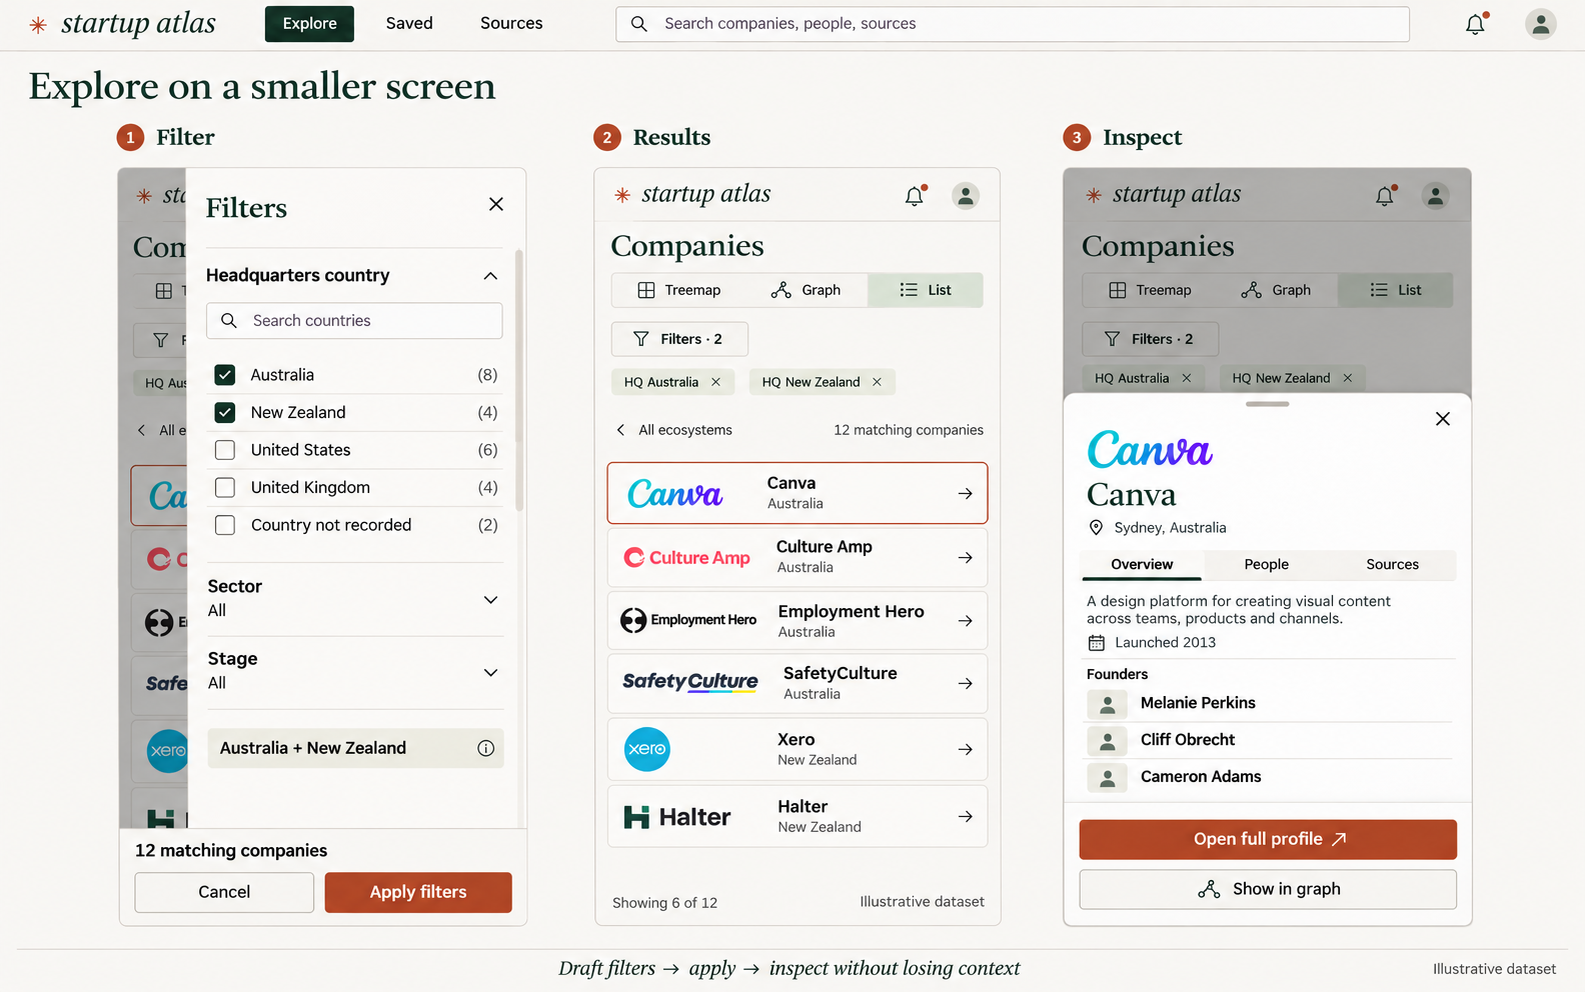 startup atlas
Explore
Saved
Sources
Search companies, people, sources
Explore on a smaller screen
1 Filter
sta
Com
T
F
HQ Aus
All e
Ca
C
E
Safe
xero
H
Filters
Headquarters country
Search countries
Australia (8)
New Zealand (4)
United States (6)
United Kingdom (4)
Country not recorded (2)
Sector
All
Stage
All
Australia + New Zealand
12 matching companies
Cancel
Apply filters
2 Results
startup atlas
Companies
Treemap
Graph
List
Filters · 2
HQ Australia
HQ New Zealand
All ecosystems
12 matching companies
Canva
Canva
Australia
Culture Amp
Culture Amp
Australia
Employment Hero
Employment Hero
Australia
SafetyCulture
SafetyCulture
Australia
xero
Xero
New Zealand
Halter
Halter
New Zealand
Showing 6 of 12
Illustrative dataset
3 Inspect
startup atlas
Companies
Treemap
Graph
List
Filters · 2
HQ Australia
HQ New Zealand
Canva
Canva
Sydney, Australia
Overview
People
Sources
A design platform for creating visual content
across teams, products and channels.
Launched 2013
Founders
Melanie Perkins
Cliff Obrecht
Cameron Adams
Open full profile
Show in graph
Draft filters → apply → inspect without losing context
Illustrative dataset